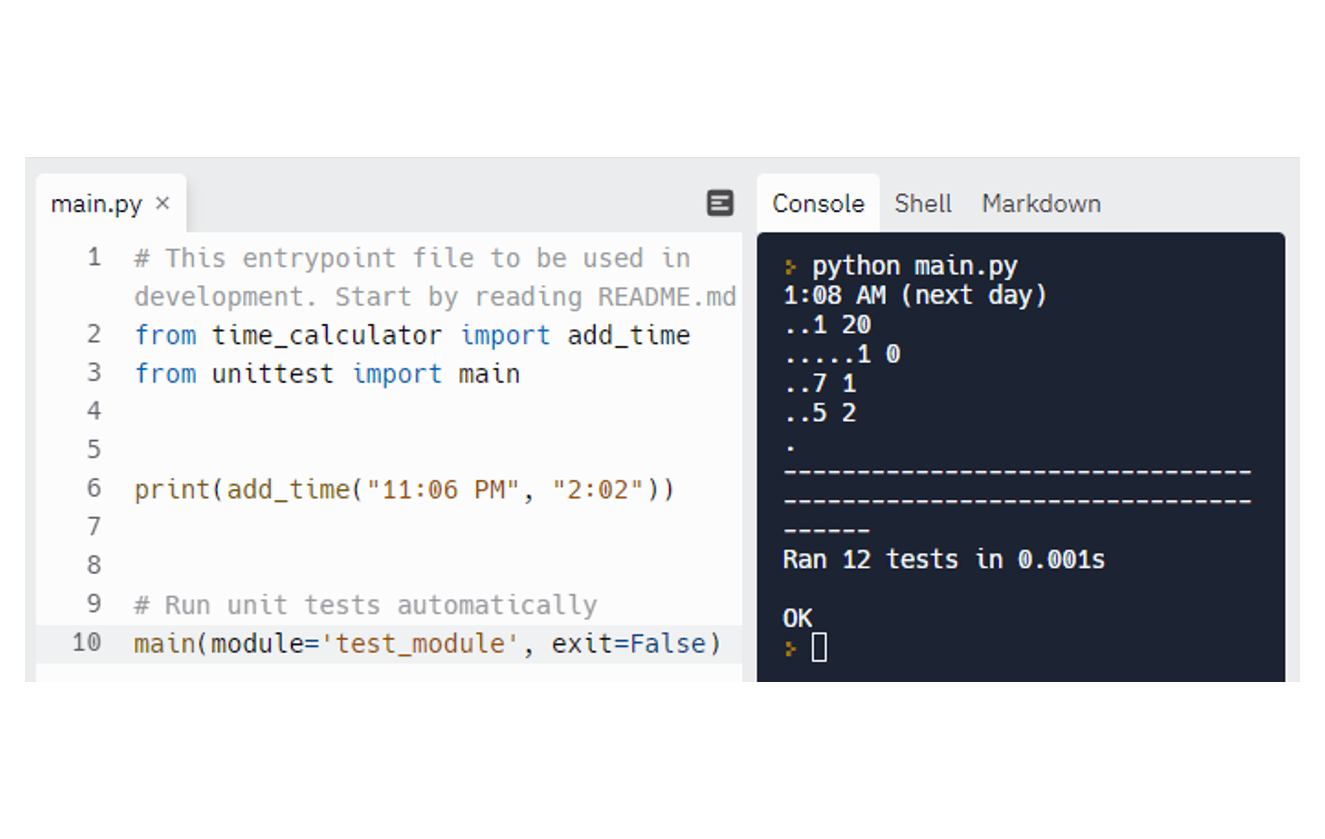 main.py ×
1 # This entrypoint file to be used in
development. Start by reading README.md
2 from time_calculator import add_time
3 from unittest import main
4
5
6 print(add_time("11:06 PM", "2:02"))
7
8
9 # Run unit tests automatically
10 main(module='test_module', exit=False)
Console Shell Markdown
python main.py
1:08 AM (next day)
..1 20
.....1 0
..7 1
..5 2
.
--------------------------------
--------------------------------
------
Ran 12 tests in 0.001s
OK